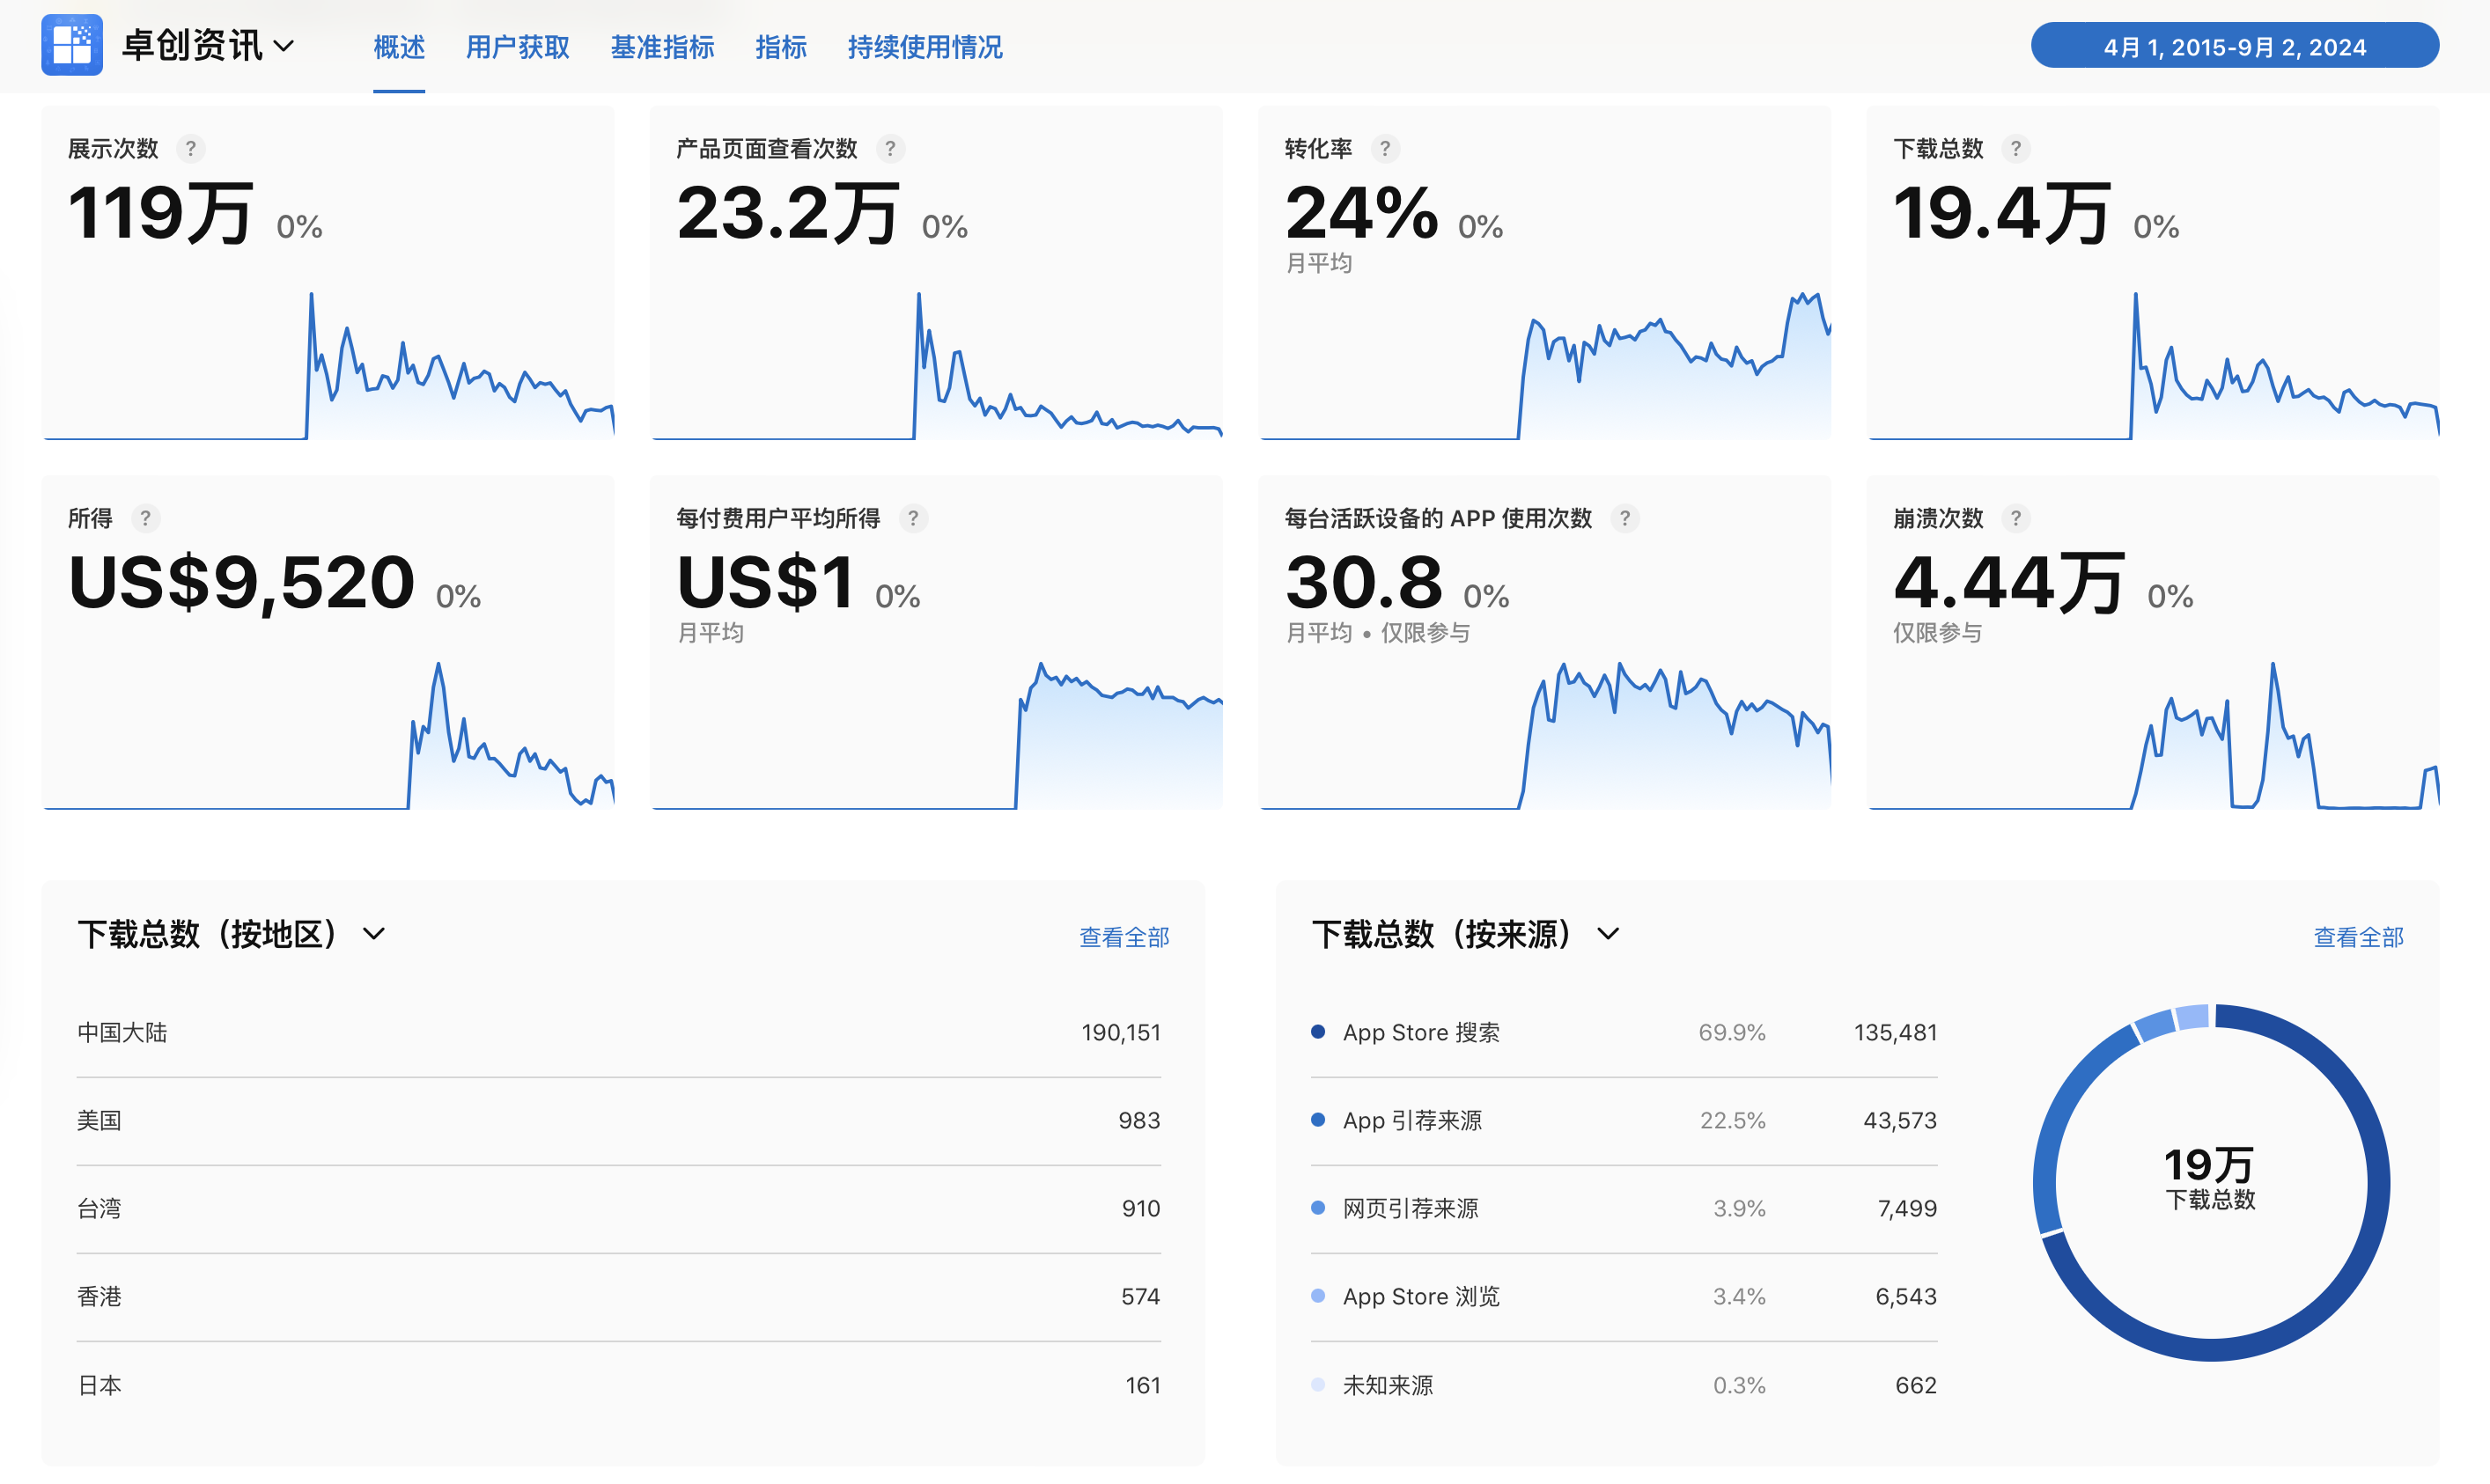 卓创资讯
概述 用户获取 基准指标 指标 持续使用情况
4月 1, 2015-9月 2, 2024
展示次数 ?
119万 0%
产品页面查看次数 ?
23.2万 0%
转化率 ?
24% 0%
月平均
下载总数 ?
19.4万 0%
所得 ?
US$9,520 0%
每付费用户平均所得 ?
US$1 0%
月平均
每台活跃设备的 APP 使用次数 ?
30.8 0%
月平均 • 仅限参与
崩溃次数 ?
4.44万 0%
仅限参与
下载总数（按地区）
查看全部
中国大陆 190,151
美国 983
台湾 910
香港 574
日本 161
下载总数（按来源）
查看全部
App Store 搜索 69.9% 135,481
App 引荐来源 22.5% 43,573
网页引荐来源 3.9% 7,499
App Store 浏览 3.4% 6,543
未知来源 0.3% 662
19万
下载总数